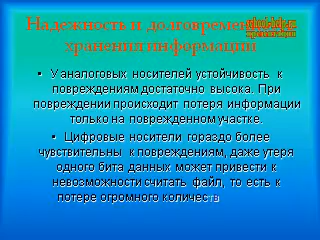 Надежность и долговреме
хранения информации
• У аналоговых носителей устойчивость к
повреждениям достаточно высока. При
повреждении происходит потеря информации
только на поврежденном участке.
• Цифровые носители гораздо более
чувствительны к повреждениям, даже утеря
одного бита данных может привести к
невозможности считать файл, то есть к
потере огромного количеств